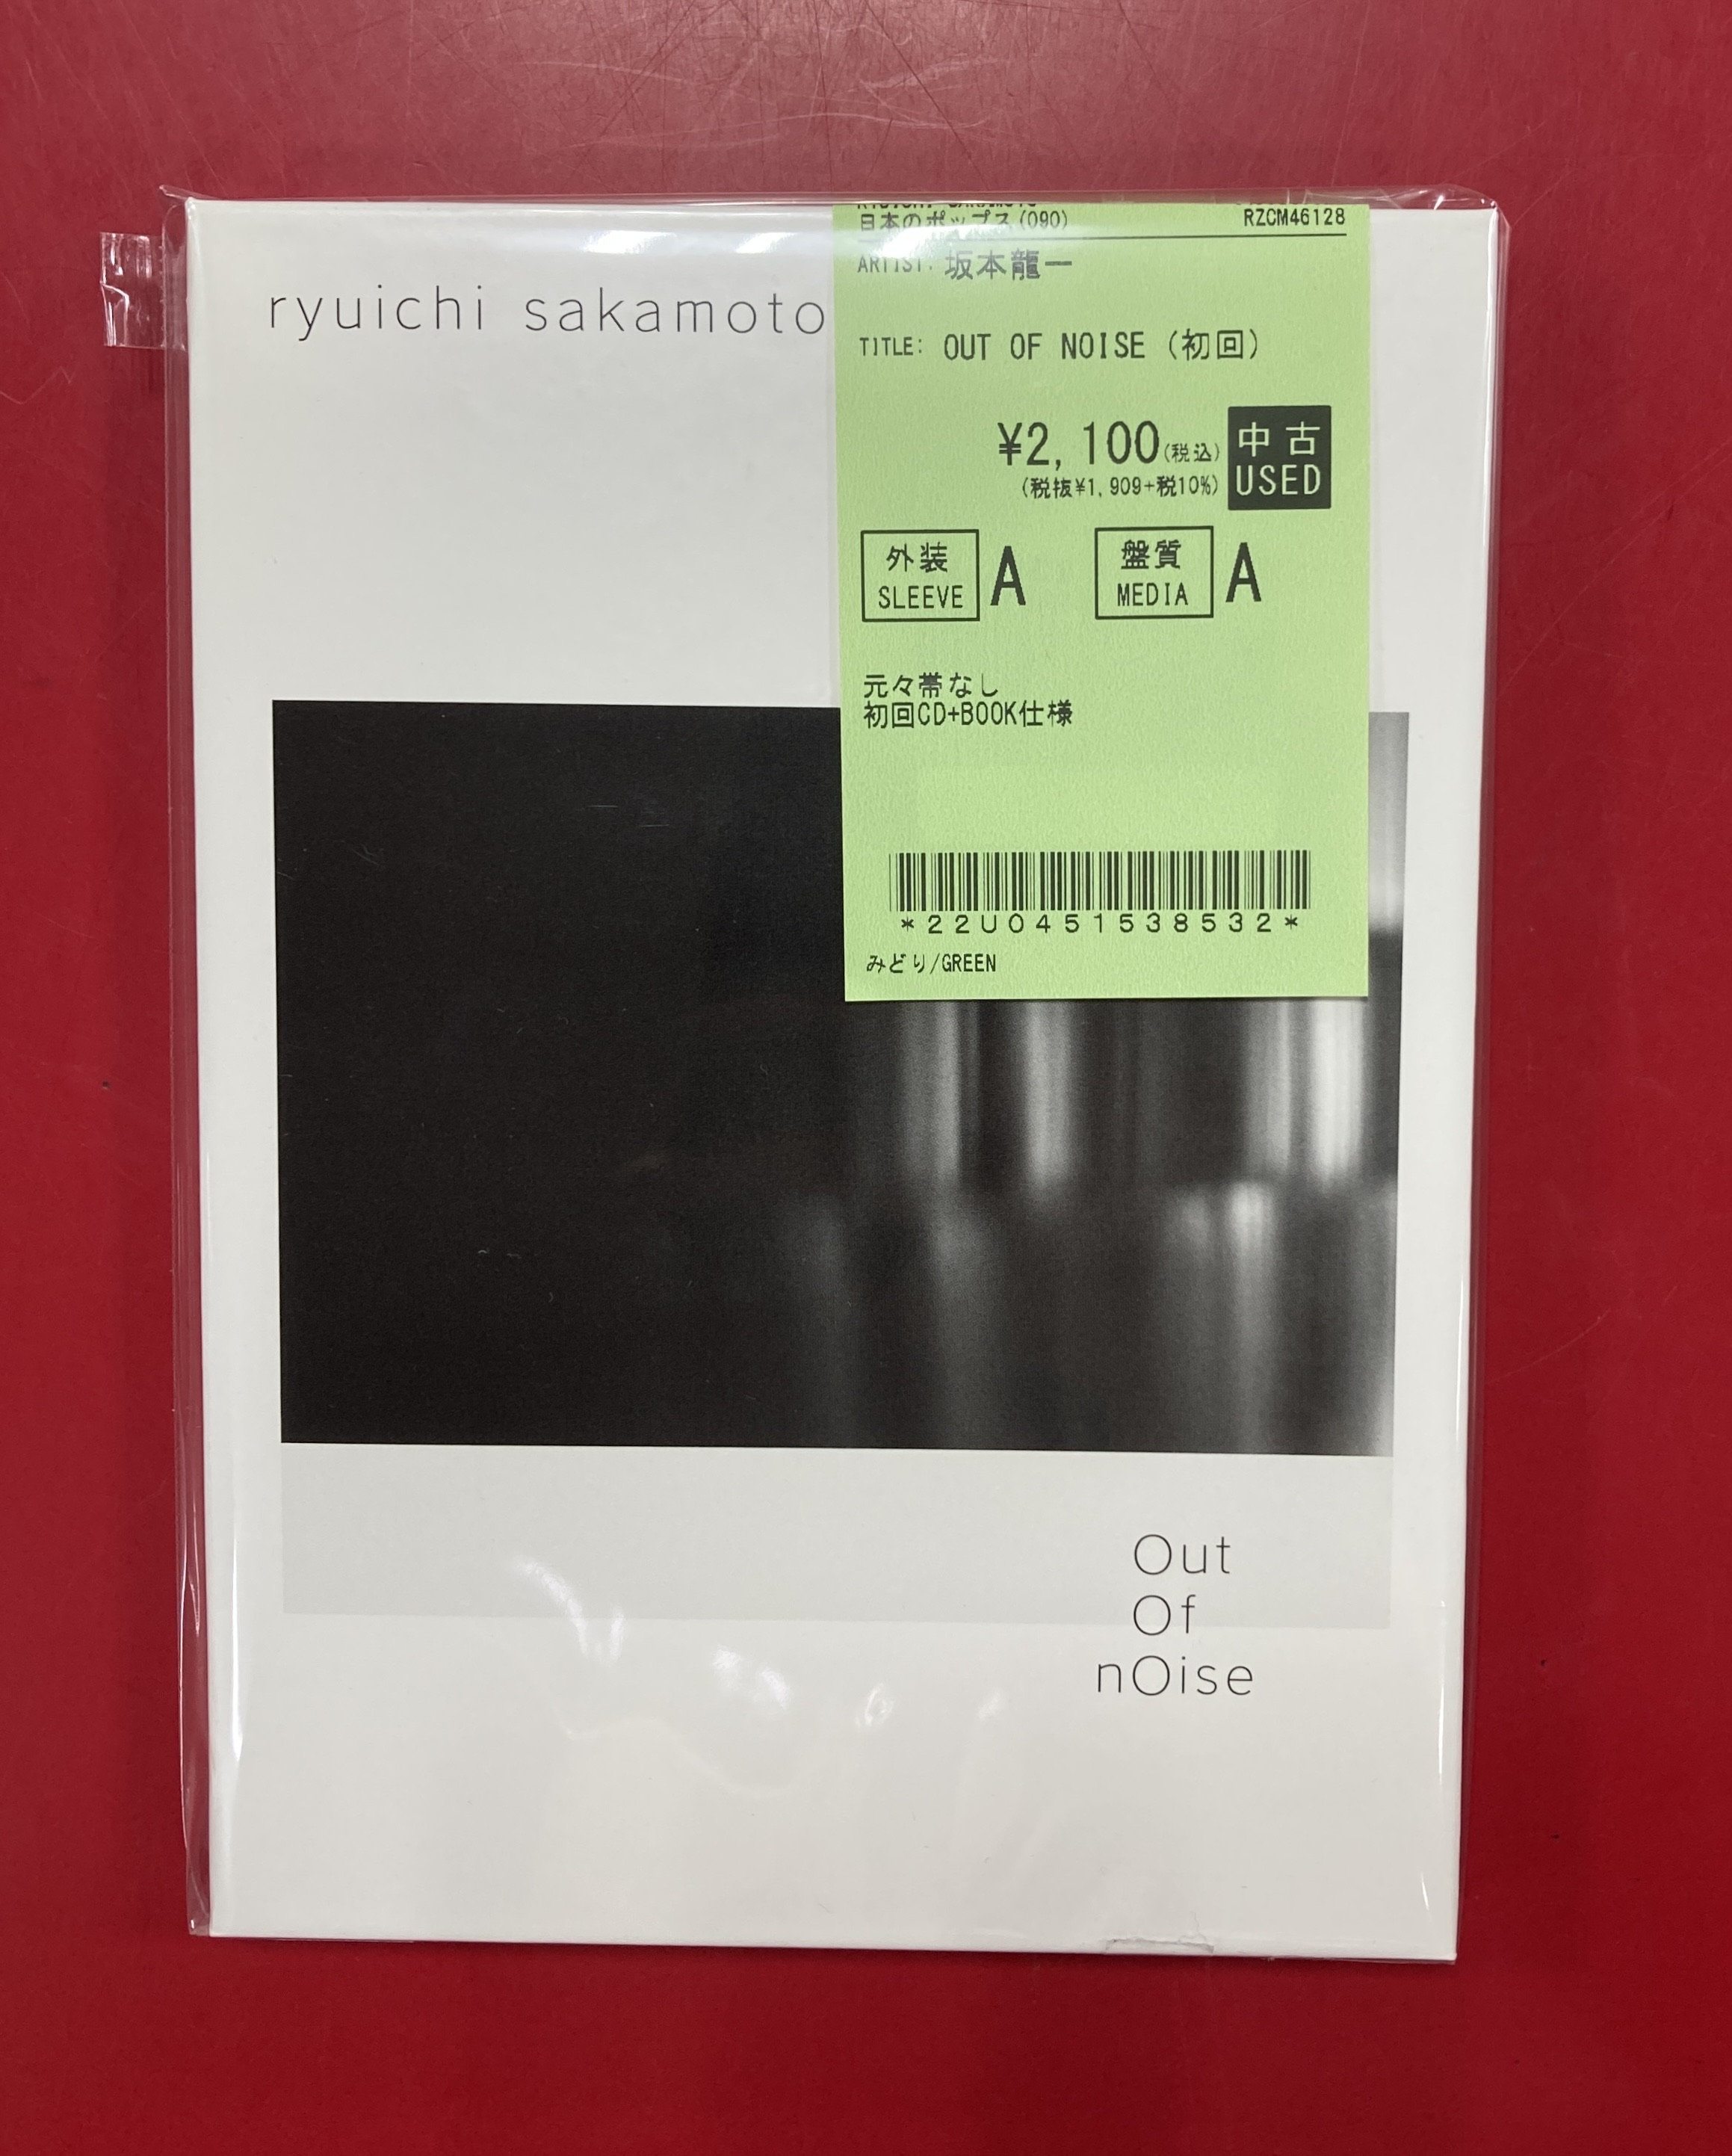 ryuichi sakamoto
日本のポップス(090) RZCM46128
ARTIST: 坂本龍一
TITLE: OUT OF NOISE (初回)
¥2,100(税込)
(税抜¥1,909+税10%)
中古
USED
外装
SLEEVE
A
盤質
MEDIA
A
元々帯なし
初回CD+BOOK仕様
*22U0451538532*
みどり/GREEN
Out
Of
nOise